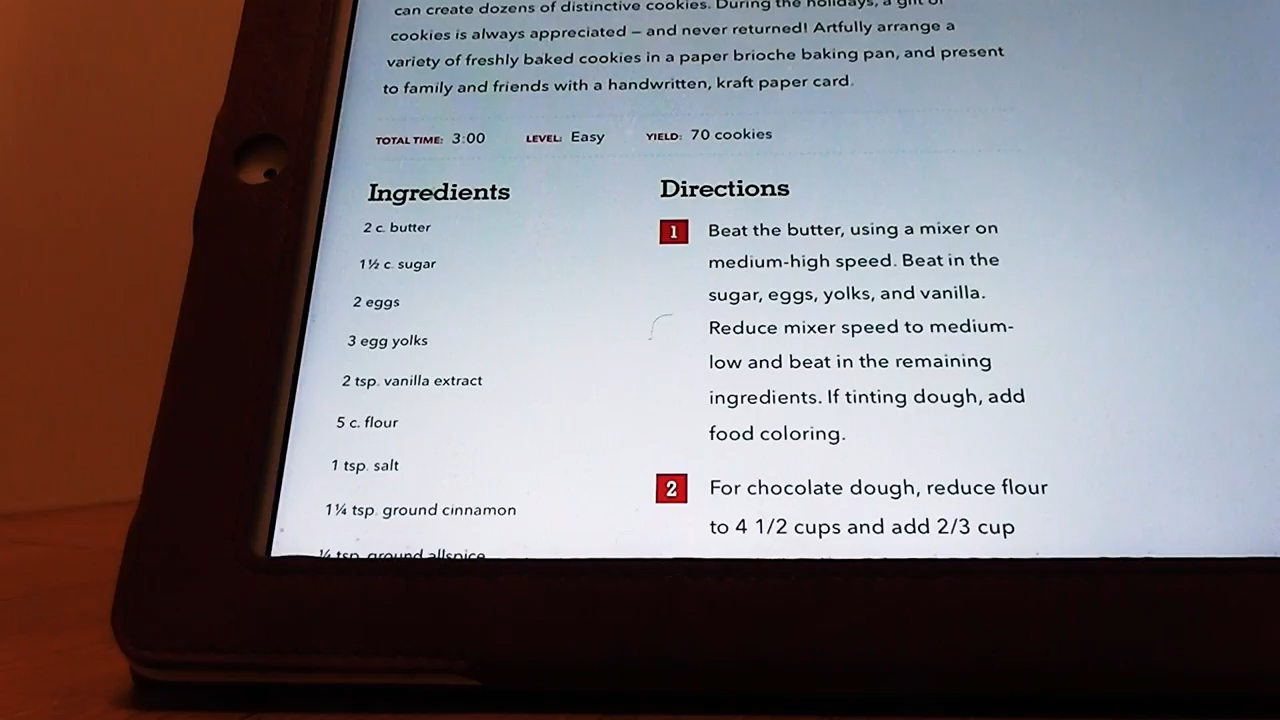 can create dozens of distinctive cookies. During the holidays, a gift of
cookies is always appreciated — and never returned! Artfully arrange a
variety of freshly baked cookies in a paper brioche baking pan, and present
to family and friends with a handwritten, kraft paper card.
TOTAL TIME: 3:00 LEVEL: Easy YIELD: 70 cookies
Ingredients
2 c. butter
1½ c. sugar
2 eggs
3 egg yolks
2 tsp. vanilla extract
5 c. flour
1 tsp. salt
1¼ tsp. ground cinnamon
tsp. ground allspice
Directions
1 Beat the butter, using a mixer on
medium-high speed. Beat in the
sugar, eggs, yolks, and vanilla.
Reduce mixer speed to medium-
low and beat in the remaining
ingredients. If tinting dough, add
food coloring.
2 For chocolate dough, reduce flour
to 4 1/2 cups and add 2/3 cup